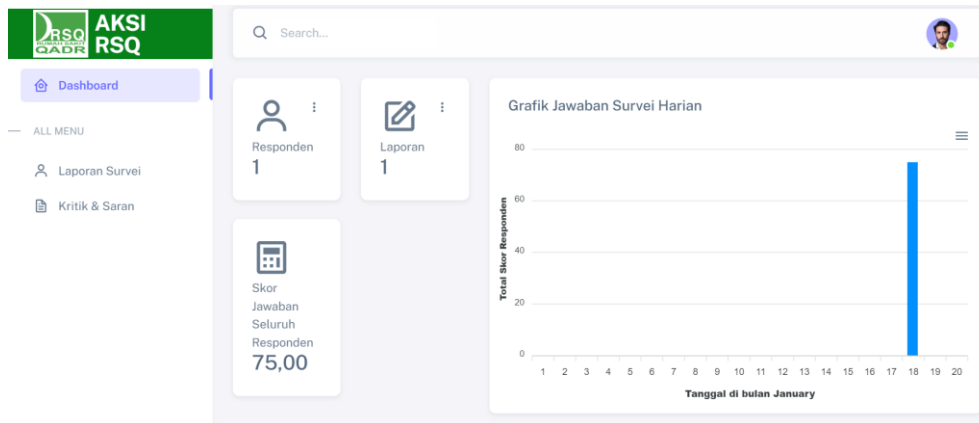 RSQ
RUMAH SAKIT
QADR
AKSI
RSQ
Search...
Dashboard
ALL MENU
Laporan Survei
Kritik & Saran
Responden
1
Laporan
1
Skor
Jawaban
Seluruh
Responden
75,00
Grafik Jawaban Survei Harian
80
60
40
20
0
Total Skor Responden
1 2 3 4 5 6 7 8 9 10 11 12 13 14 15 16 17 18 19 20
Tanggal di bulan January